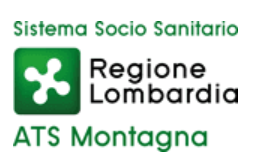 Sistema Socio Sanitario
Regione
Lombardia
ATS Montagna